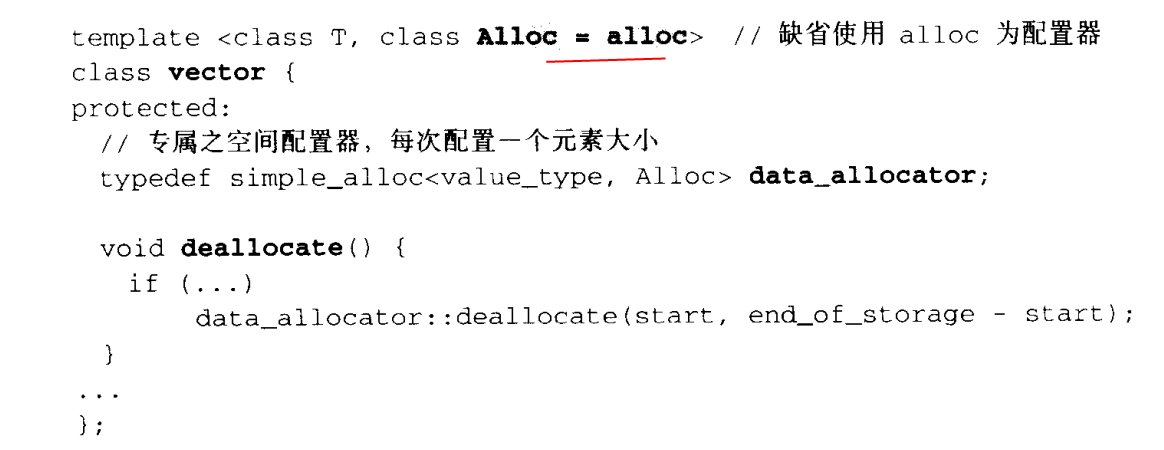 template <class T, class Alloc = alloc> // 缺省使用 alloc 为配置器
class vector {
protected:
// 专属之空间配置器，每次配置一个元素大小
typedef simple_alloc<value_type, Alloc> data_allocator;
void deallocate() {
if (...)
data_allocator::deallocate(start, end_of_storage - start);
}
...
};